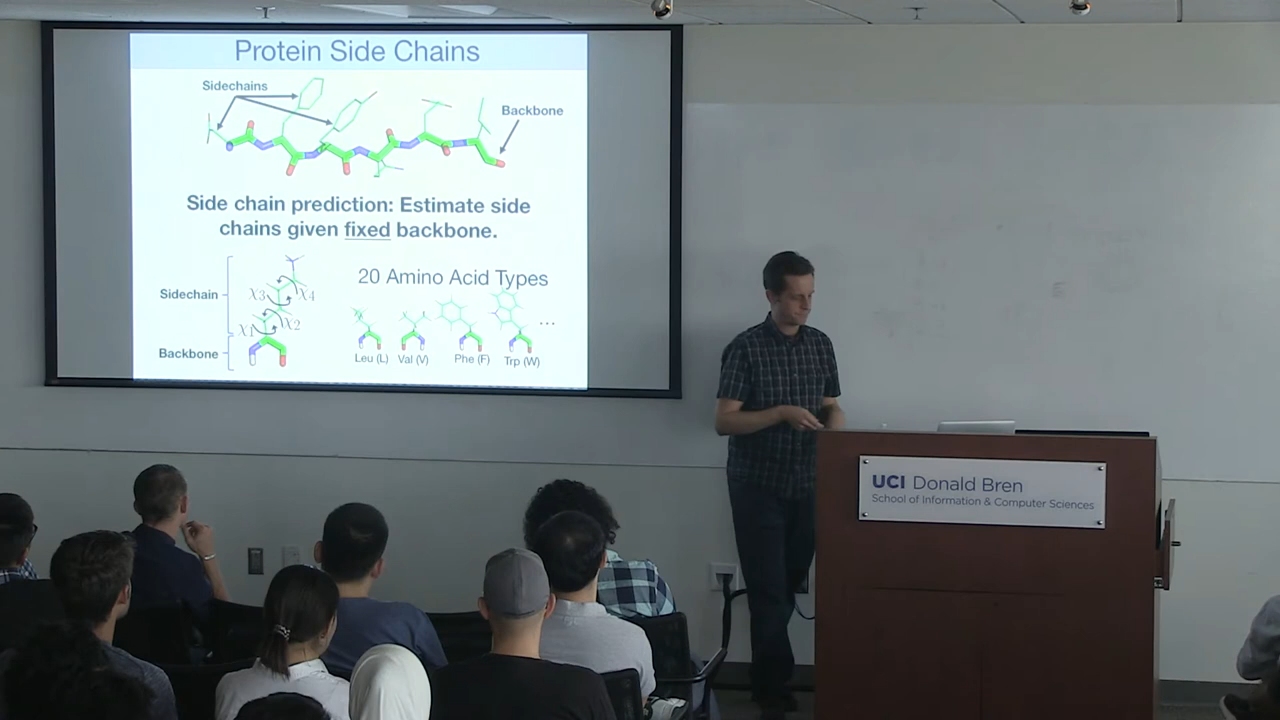 Protein Side Chains
Sidechains
Backbone
Side chain prediction: Estimate side
chains given fixed backbone.
20 Amino Acid Types
Sidechain
χ3 χ4
χ1 χ2
Backbone
...
Leu (L) Val (V) Phe (F) Trp (W)
UCI Donald Bren
School of Information & Computer Sciences